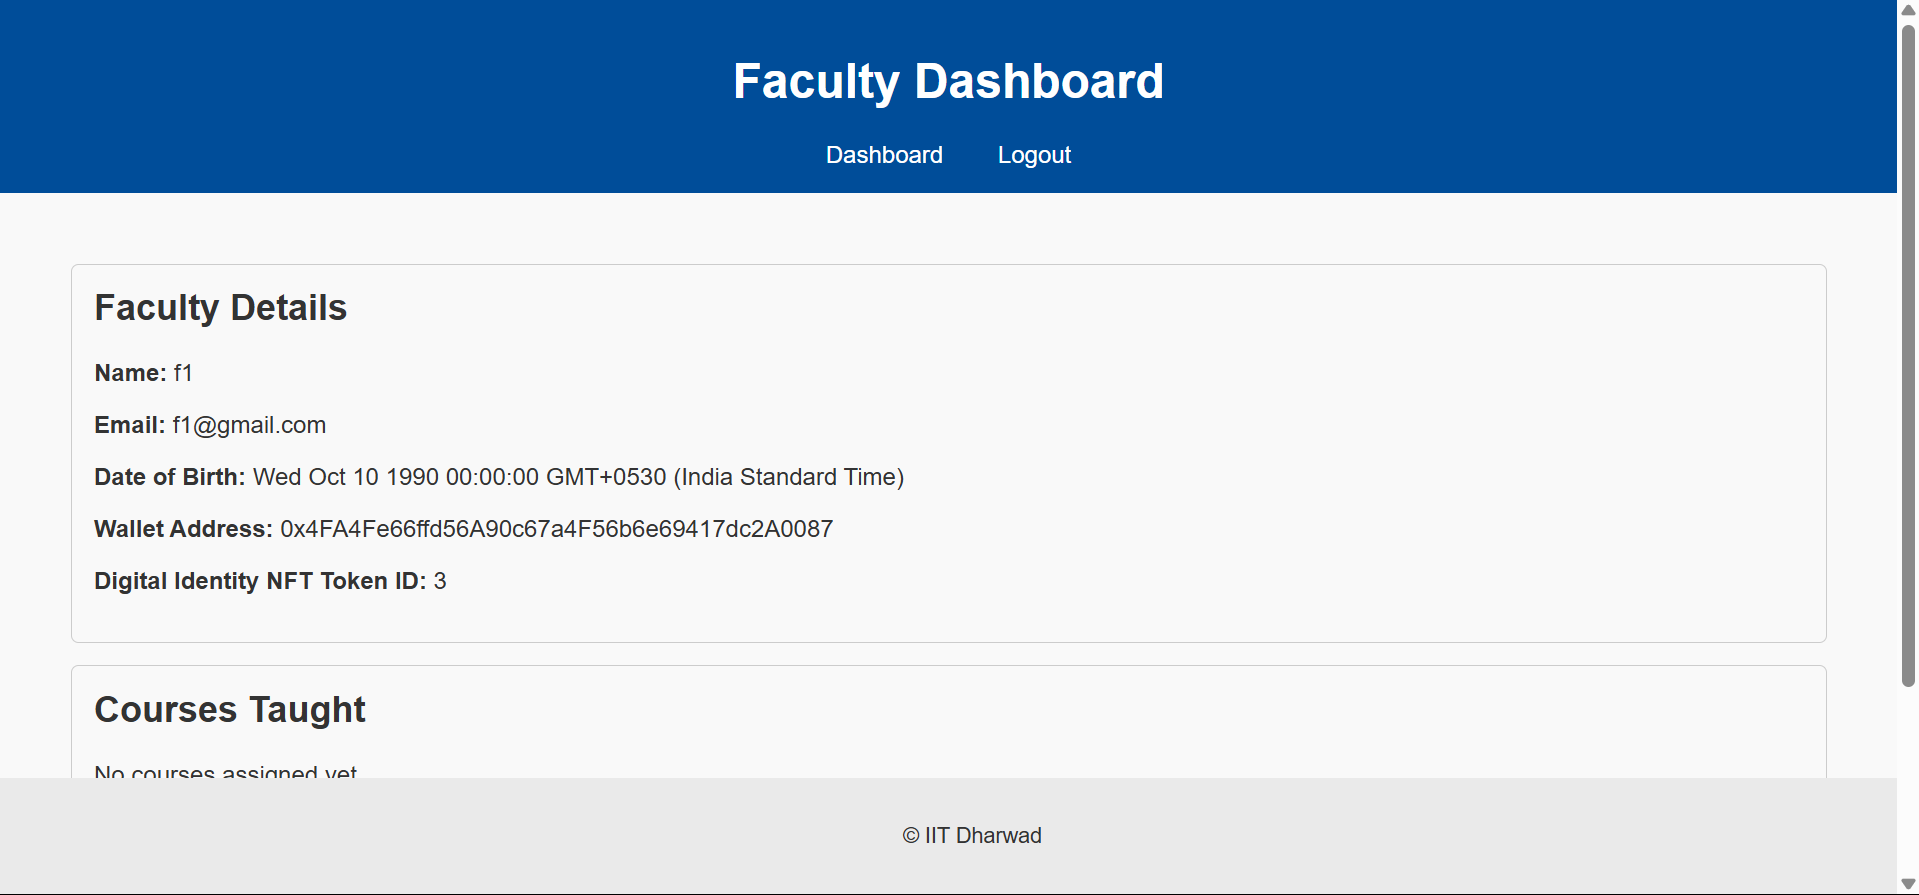 Faculty Dashboard
Dashboard Logout
Faculty Details
Name: f1
Email: f1@gmail.com
Date of Birth: Wed Oct 10 1990 00:00:00 GMT+0530 (India Standard Time)
Wallet Address: 0x4FA4Fe66ffd56A90c67a4F56b6e69417dc2A0087
Digital Identity NFT Token ID: 3
Courses Taught
No courses assigned yet
© IIT Dharwad